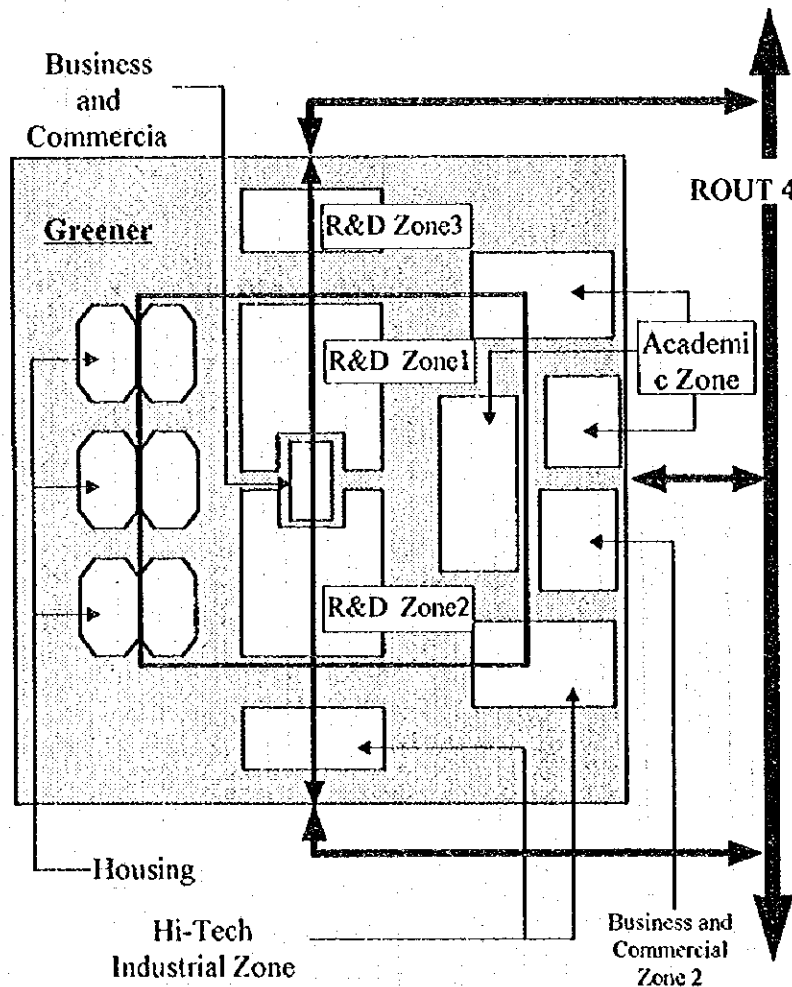 Business
and
Commercia
ROUT 4
Greener
R&D Zone3
R&D Zone1
Academi
c Zone
R&D Zone2
Housing
Hi-Tech
Industrial Zone
Business and
Commercial
Zone 2